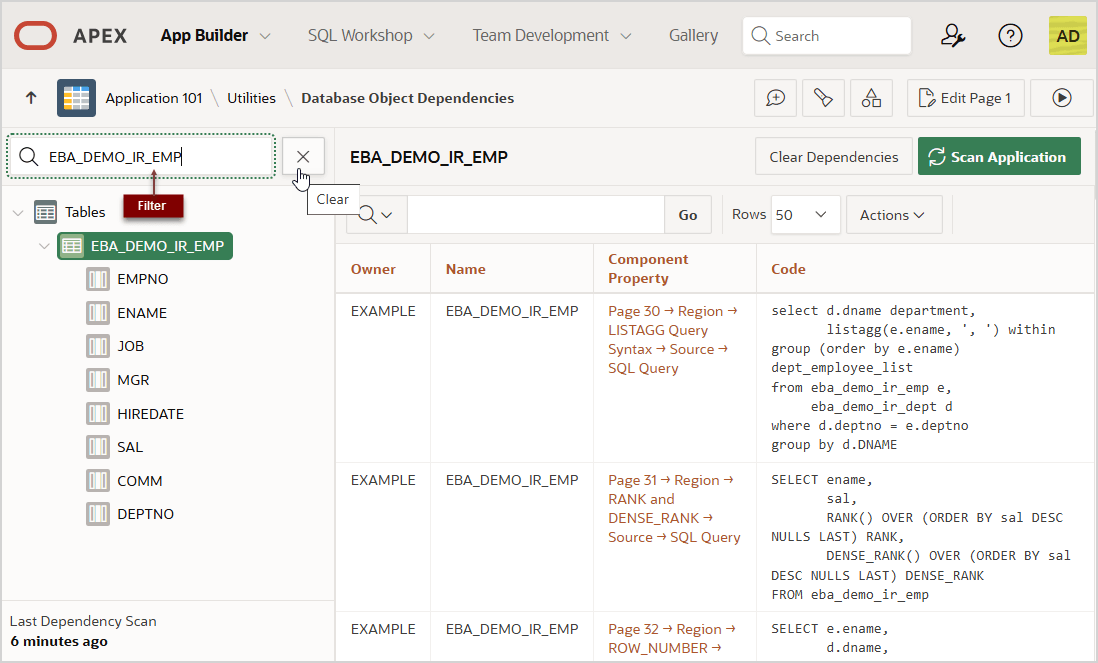 APEX App Builder SQL Workshop Team Development Gallery Search AD
Application 101 \ Utilities \ Database Object Dependencies Edit Page 1
EBA_DEMO_IR_EMP
Clear
Filter
Tables
EBA_DEMO_IR_EMP
EMPNO
ENAME
JOB
MGR
HIREDATE
SAL
COMM
DEPTNO
Last Dependency Scan
6 minutes ago
EBA_DEMO_IR_EMP Clear Dependencies Scan Application
Go Rows 50 Actions
Owner Name Component
Property Code
EXAMPLE EBA_DEMO_IR_EMP
Page 30 → Region →
LISTAGG Query
Syntax → Source →
SQL Query
select d.dname department,
listagg(e.ename, ', ') within
group (order by e.ename)
dept_employee_list
from eba_demo_ir_emp e,
eba_demo_ir_dept d
where d.deptno = e.deptno
group by d.DNAME
EXAMPLE EBA_DEMO_IR_EMP
Page 31 → Region →
RANK and
DENSE_RANK →
Source → SQL Query
SELECT ename,
sal,
RANK() OVER (ORDER BY sal DESC
NULLS LAST) RANK,
DENSE_RANK() OVER (ORDER BY sal
DESC NULLS LAST) DENSE_RANK
FROM eba_demo_ir_emp
EXAMPLE EBA_DEMO_IR_EMP
Page 32 → Region →
ROW_NUMBER →
SELECT e.ename,
d.dname,